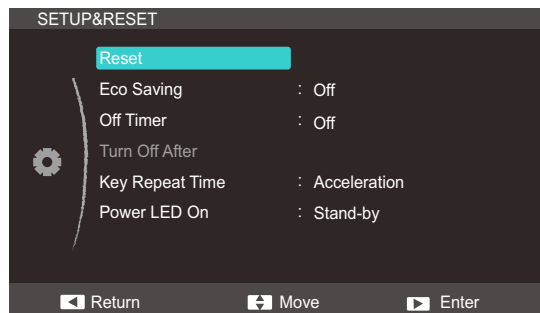 SETUP&RESET
Reset
Eco Saving : Off
Off Timer : Off
Turn Off After
Key Repeat Time : Acceleration
Power LED On : Stand-by
Return Move Enter